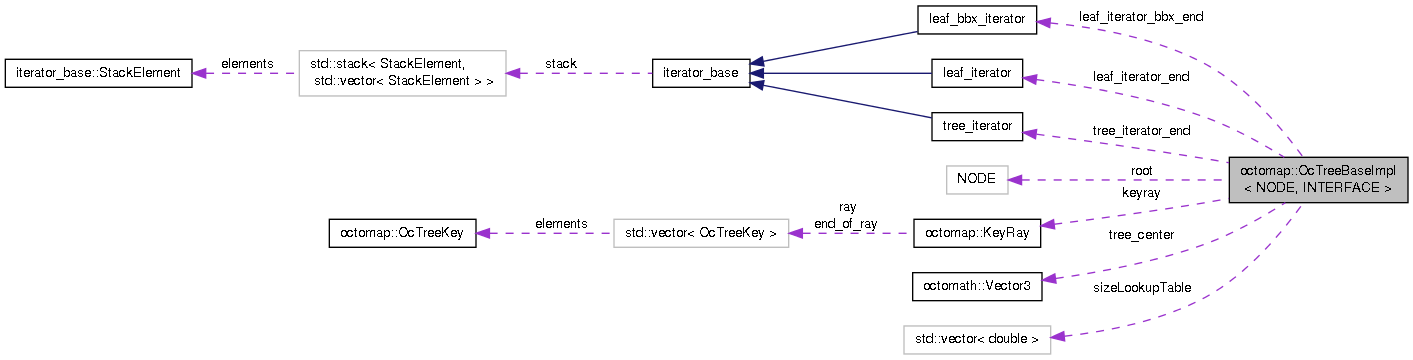 leaf_bbx_iterator
leaf_iterator_bbx_end
iterator_base::StackElement
elements
std::stack< StackElement,
std::vector< StackElement > >
stack
iterator_base
leaf_iterator
leaf_iterator_end
tree_iterator
tree_iterator_end
NODE
root
octomap::OcTreeBaseImpl
< NODE, INTERFACE >
keyray
octomap::OcTreeKey
elements
std::vector< OcTreeKey >
ray
end_of_ray
octomap::KeyRay
tree_center
octomath::Vector3
sizeLookupTable
std::vector< double >